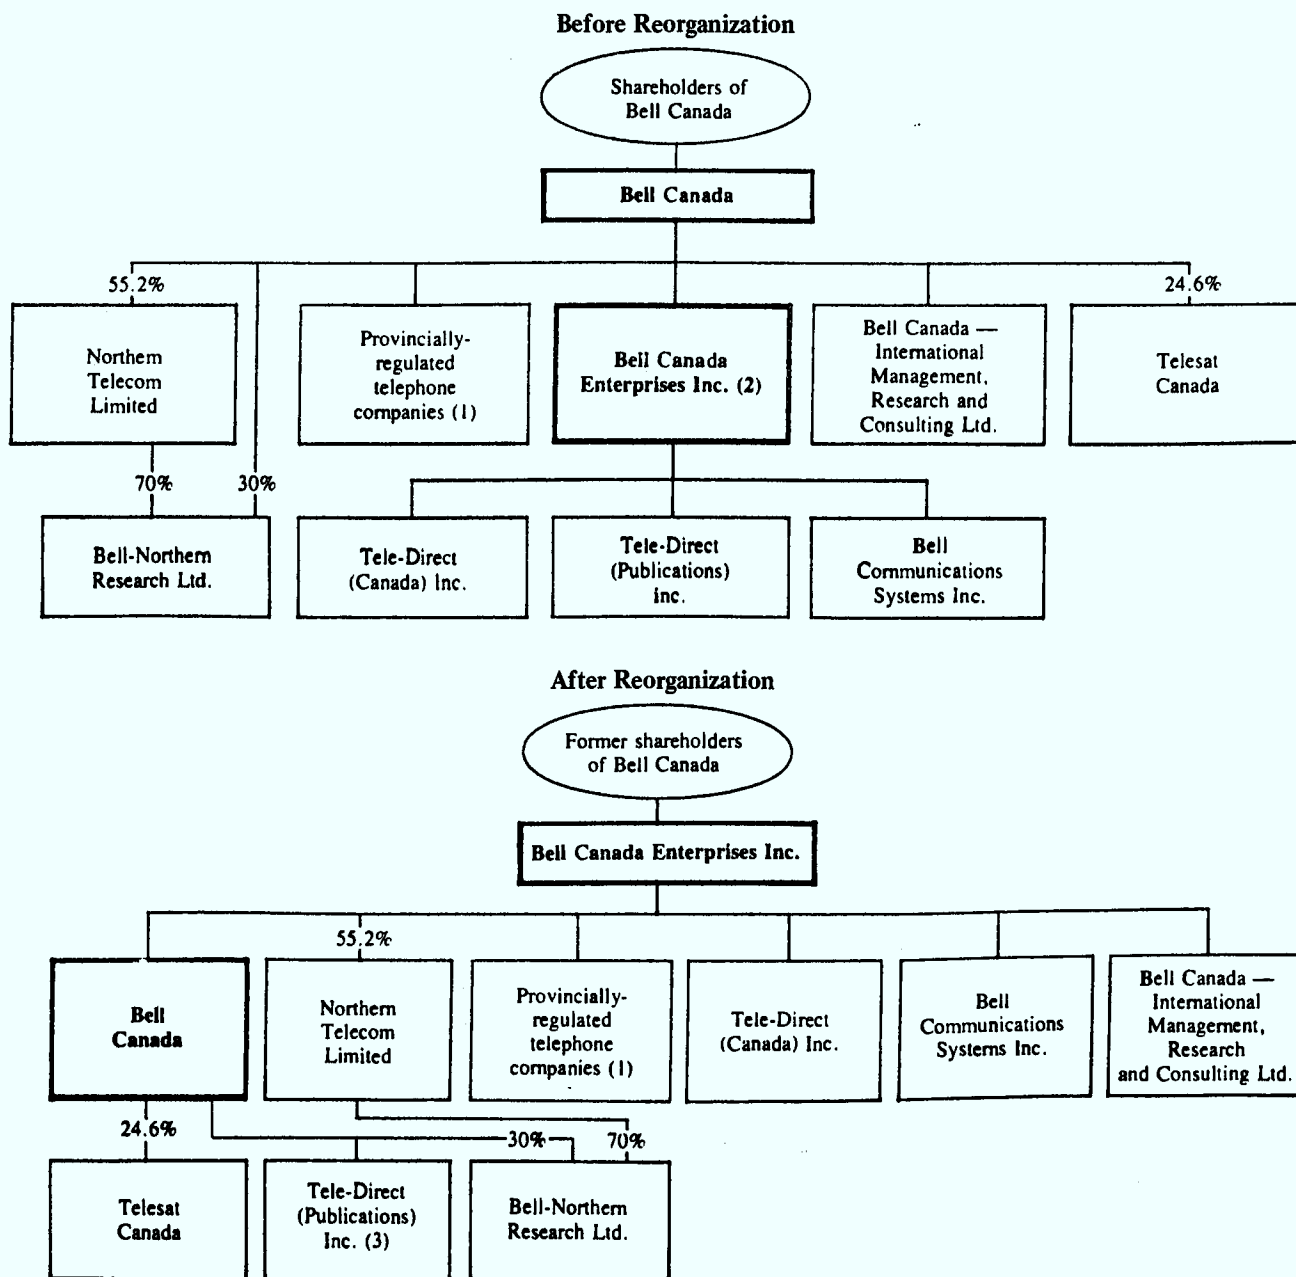 Before Reorganization
Shareholders of
Bell Canada
Bell Canada
55.2%
24.6%
Northern
Telecom
Limited
Provincially-
regulated
telephone
companies (1)
Bell Canada
Enterprises Inc. (2)
Bell Canada —
International
Management,
Research and
Consulting Ltd.
Telesat
Canada
70%
30%
Bell-Northern
Research Ltd.
Tele-Direct
(Canada) Inc.
Tele-Direct
(Publications)
Inc.
Bell
Communications
Systems Inc.
After Reorganization
Former shareholders
of Bell Canada
Bell Canada Enterprises Inc.
55.2%
Bell
Canada
Northern
Telecom
Limited
Provincially-
regulated
telephone
companies (1)
Tele-Direct
(Canada) Inc.
Bell
Communications
Systems Inc.
Bell Canada —
International
Management,
Research
and Consulting Ltd.
24.6%
30%
70%
Telesat
Canada
Tele-Direct
(Publications)
Inc. (3)
Bell-Northern
Research Ltd.